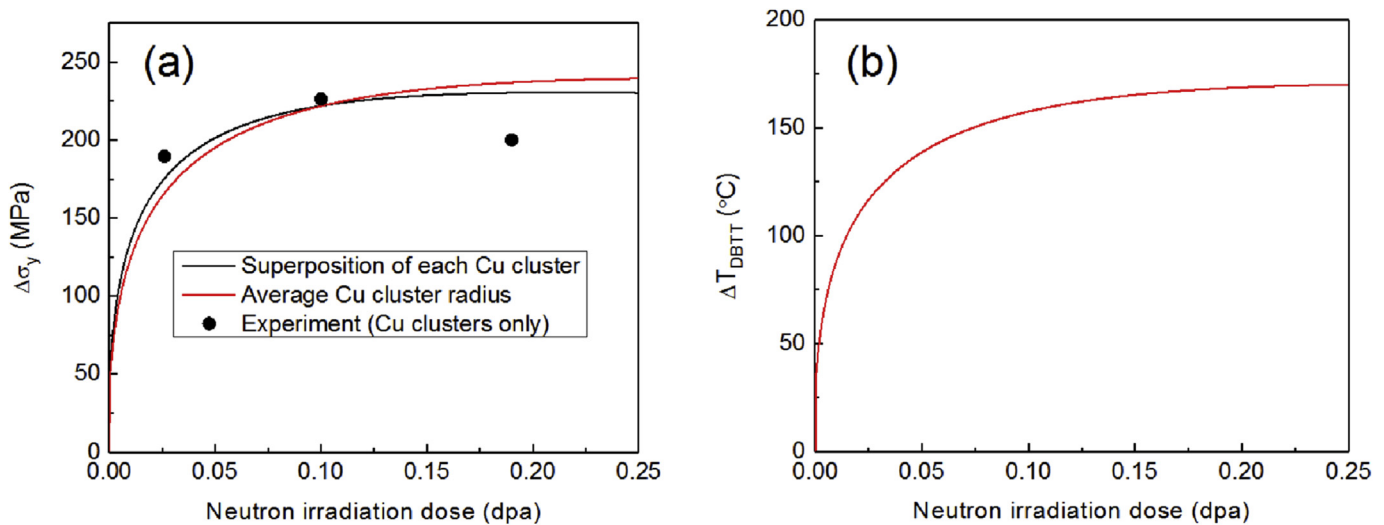 (a)
250
200
150
100
50
0
Δσy (MPa)
Superposition of each Cu cluster
Average Cu cluster radius
Experiment (Cu clusters only)
0.00 0.05 0.10 0.15 0.20 0.25
Neutron irradiation dose (dpa)
(b)
200
150
100
50
0
ΔTDBTT (°C)
0.00 0.05 0.10 0.15 0.20 0.25
Neutron irradiation dose (dpa)